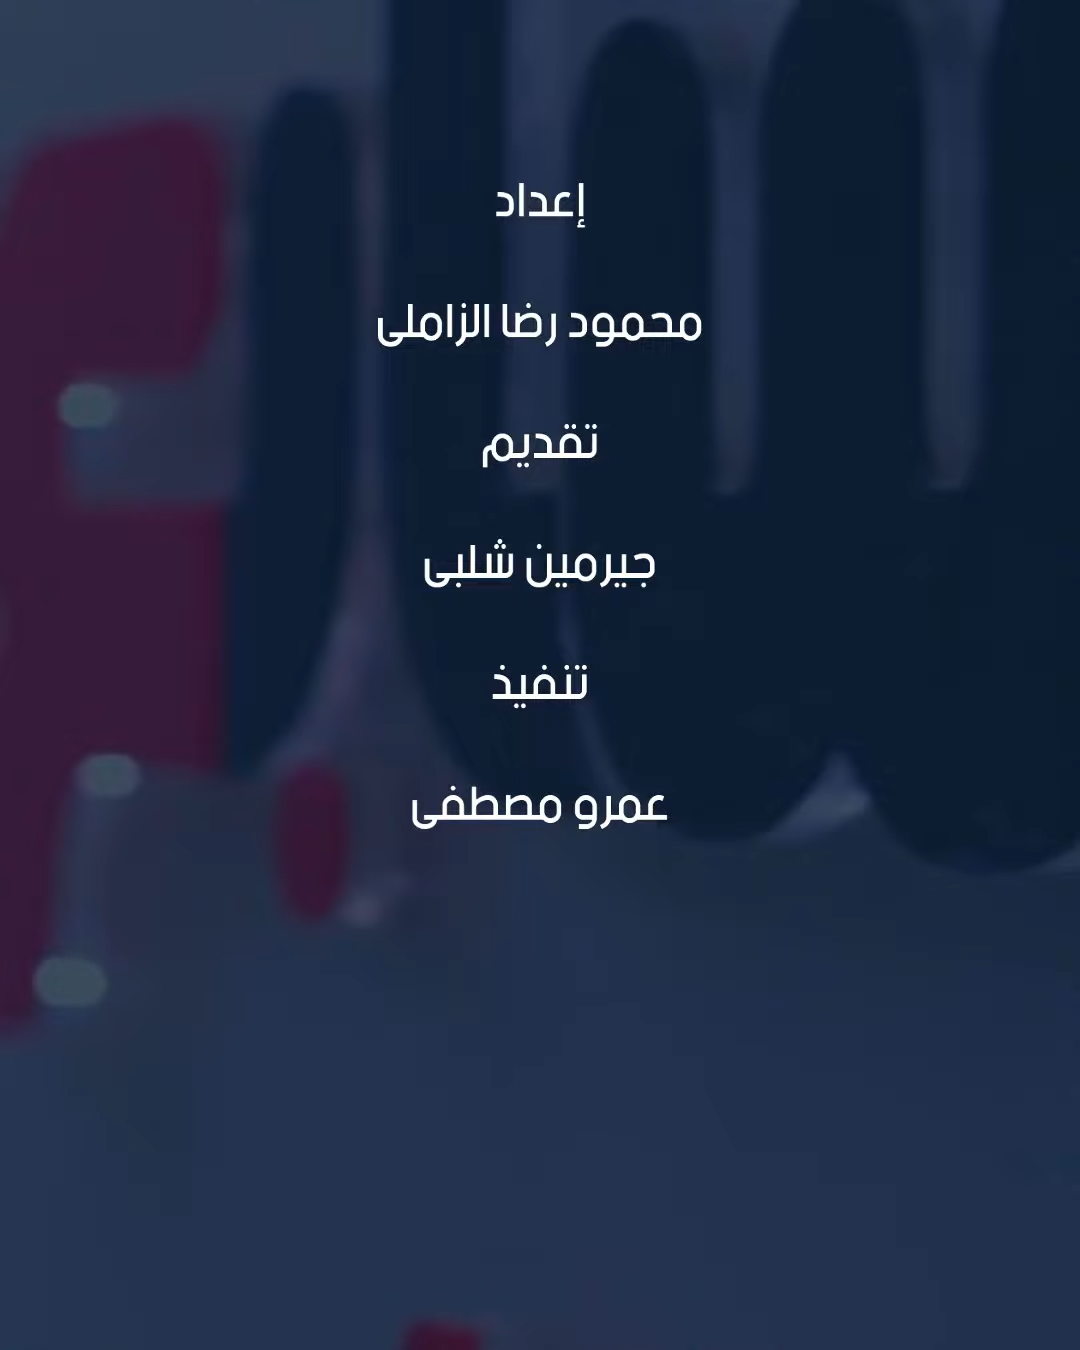 إعداد
محمود رضا الزاملى
تقديم
جيرمين شلبى
تنفيذ
عمرو مصطفى